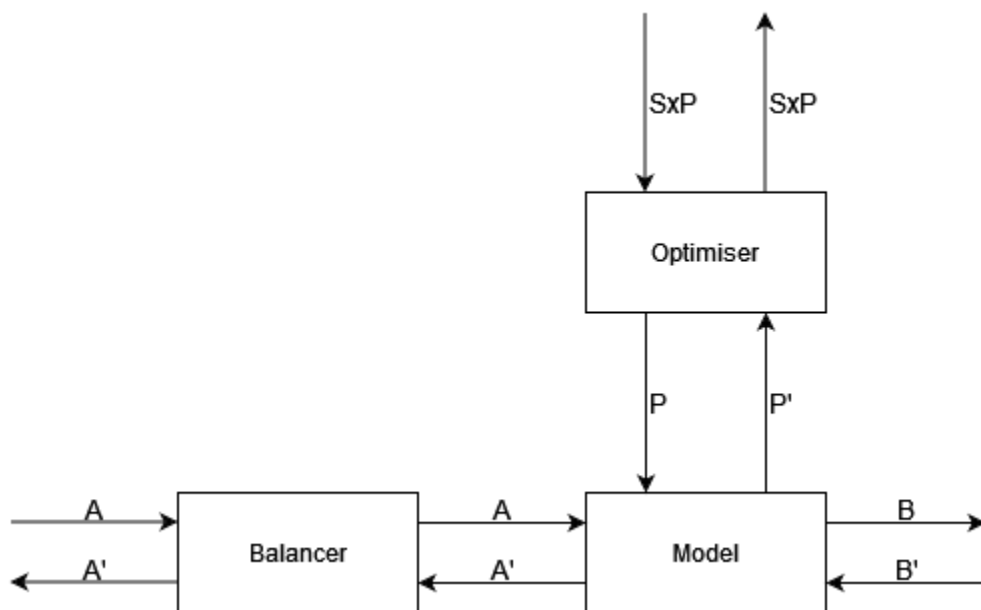 SxP
SxP
Optimiser
P
P'
A
A
B
Balancer
Model
A'
A'
B'